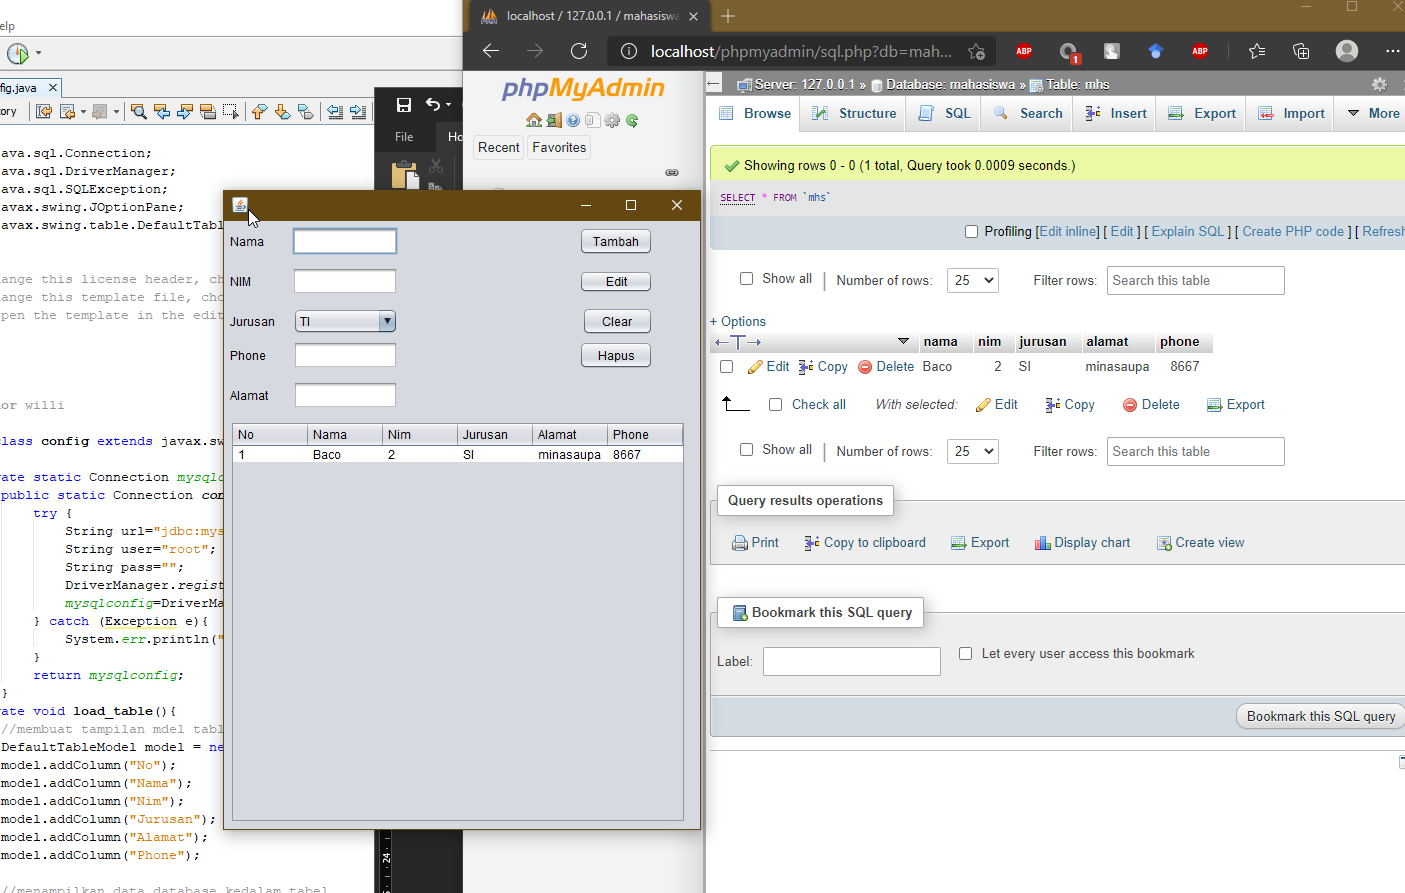 elp
fig.java
ory
ava.sql.Connection;
ava.sql.DriverManager;
ava.sql.SQLException;
avax.swing.JOptionPane;
avax.swing.table.DefaultTabl
ange this license header, ch
ange this template file, cho
pen the template in the edit
or willi
lass config extends javax.sw
ate static Connection mysqlc
public static Connection cor
try {
String url="jdbc:mys
String user="root";
String pass="";
DriverManager.regist
mysqlconfig=DriverMa
} catch (Exception e){
System.err.println("
}
return mysqlconfig;
}
ate void load_table(){
//membuat tampilan mdel tabl
DefaultTableModel model = ne
model.addColumn("No");
model.addColumn("Nama");
model.addColumn("Nim");
model.addColumn("Jurusan");
model.addColumn("Alamat");
model.addColumn("Phone");
//menampilkan data database kedalam tabel
File Ho
24
Nama Tambah
NIM Edit
Jurusan TI Clear
Phone Hapus
Alamat
No Nama Nim Jurusan Alamat Phone
1 Baco 2 SI minasaupa 8667
localhost / 127.0.0.1 / mahasiswa
localhost/phpmyadmin/sql.php?db=mah...
ABP 1 ABP
phpMyAdmin
Recent Favorites
Server: 127.0.0.1 » Database: mahasiswa » Table: mhs
Browse Structure SQL Search Insert Export Import More
Showing rows 0 - 0 (1 total, Query took 0.0009 seconds.)
SELECT * FROM `mhs`
Profiling [Edit inline] [ Edit ] [ Explain SQL ] [ Create PHP code ] [ Refresh
Show all | Number of rows: 25 Filter rows: Search this table
+ Options
←T→ nama nim jurusan alamat phone
Edit Copy Delete Baco 2 SI minasaupa 8667
Check all With selected: Edit Copy Delete Export
Show all | Number of rows: 25 Filter rows: Search this table
Query results operations
Print Copy to clipboard Export Display chart Create view
Bookmark this SQL query
Label: Let every user access this bookmark
Bookmark this SQL query